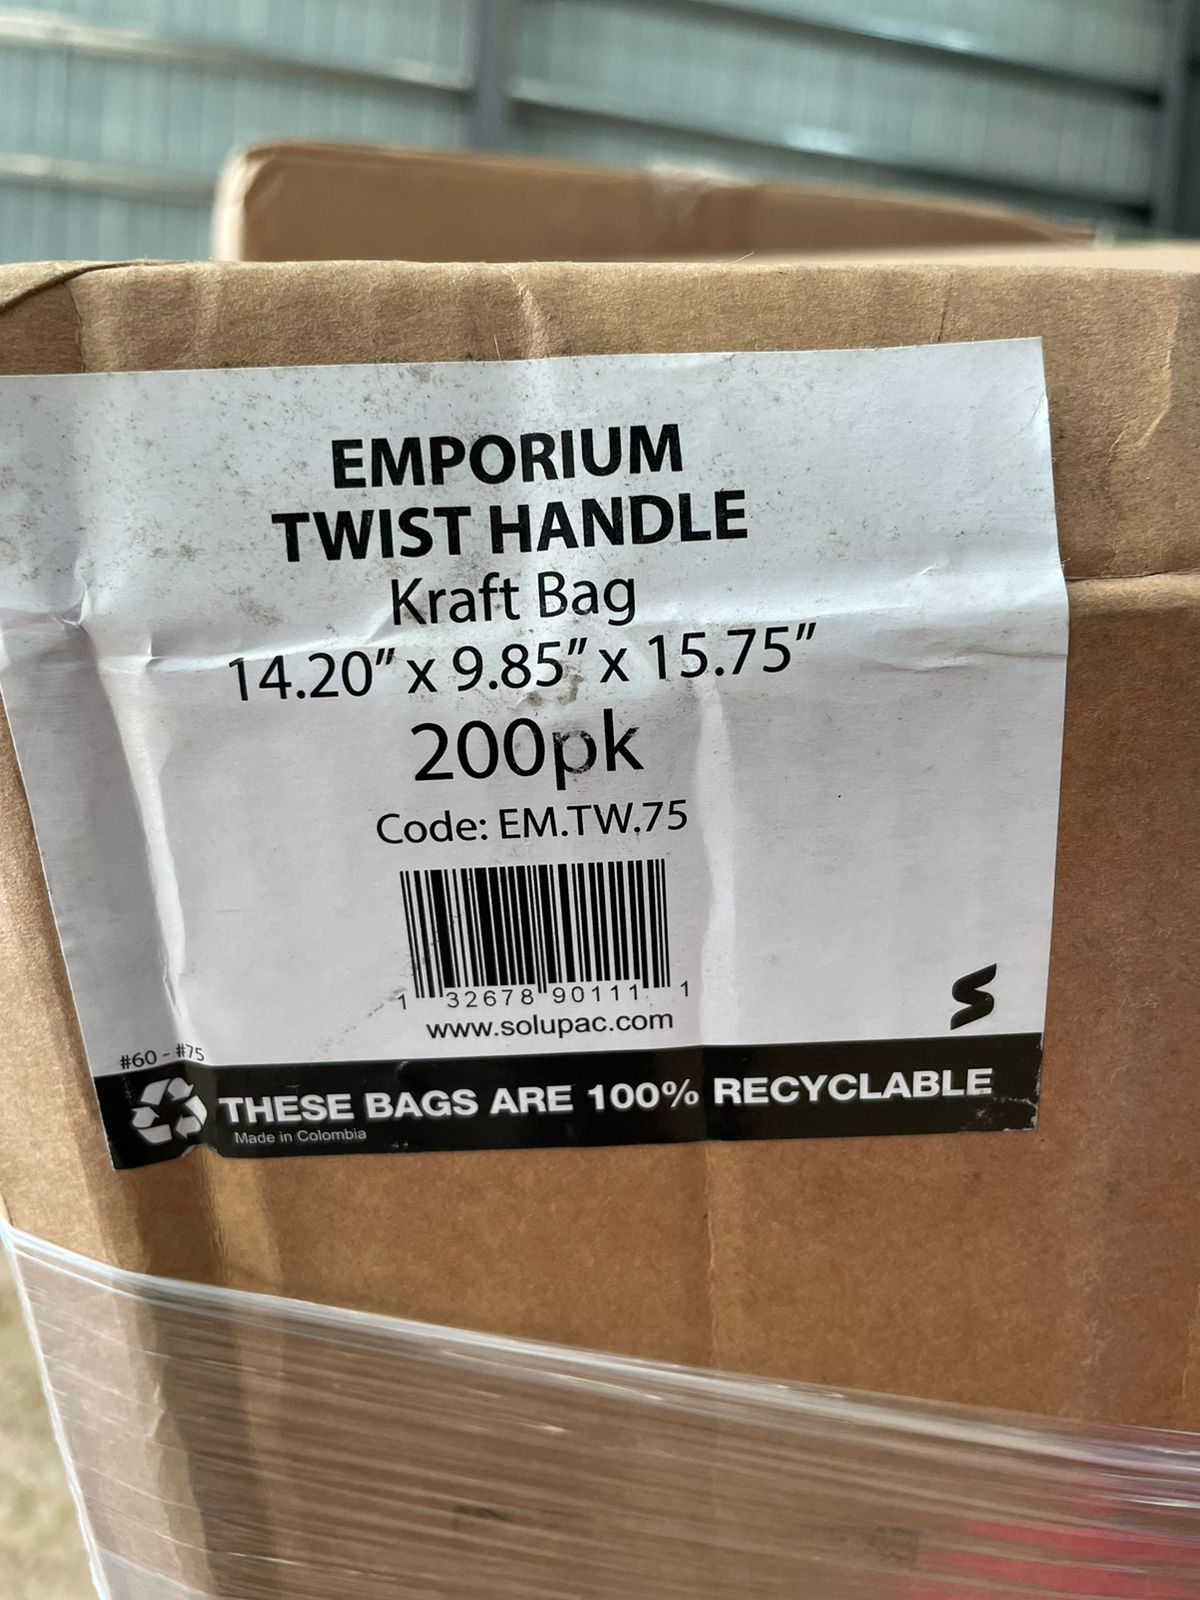 EMPORIUM
TWIST HANDLE
Kraft Bag
14.20” x 9.85” x 15.75”
200pk
Code: EM.TW.75
1 32678 90111 1
www.solupac.com
#60 - #75
THESE BAGS ARE 100% RECYCLABLE
Made in Colombia